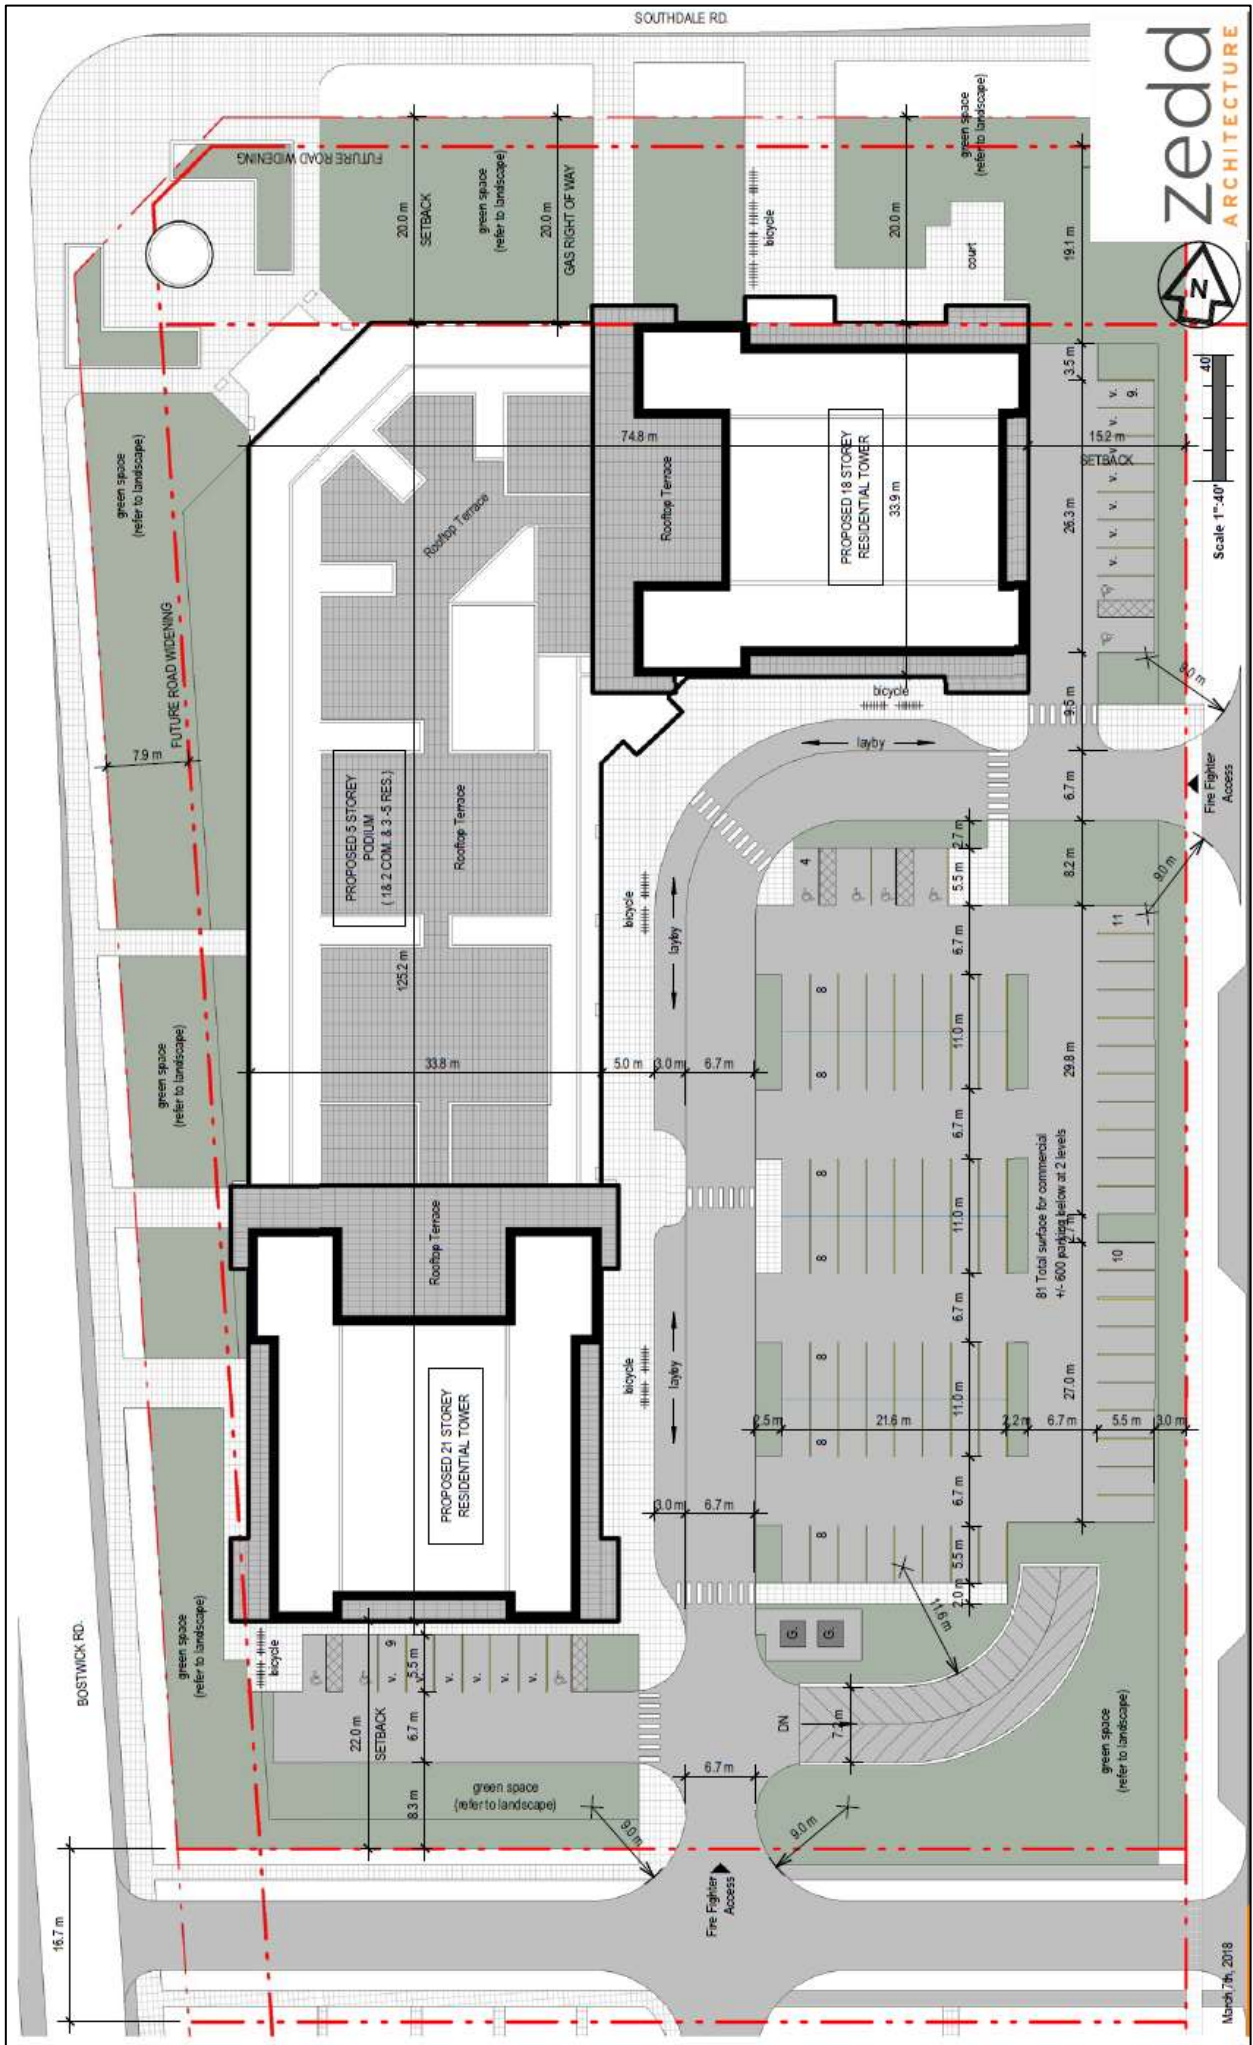 SOUTHDALE RD.
zedd
ARCHITECTURE
N
40'
Scale 1":40'
FUTURE ROAD WIDENING
20.0 m
SETBACK
green space
(refer to landscape)
20.0 m
GAS RIGHT OF WAY
bicycle
20.0 m
green space
(refer to landscape)
court
19.1 m
3.5 m
v.
9.
v.
v.
v.
v.
v.
v.
15.2 m
SETBACK
26.3 m
green space
(refer to landscape)
FUTURE ROAD WIDENING
7.9 m
Rooftop Terrace
74.8 m
Rooftop Terrace
PROPOSED 18 STOREY
RESIDENTIAL TOWER
33.9 m
9.5 m
9.0 m
bicycle
layby
6.7 m
Fire Fighter
Access
PROPOSED 5 STOREY
PODIUM
( 1& 2 COM. & 3 -5 RES.)
Rooftop Terrace
125.2 m
bicycle
layby
4
2.7 m
5.5 m
8.2 m
9.0 m
11
6.7 m
8
8
11.0 m
29.8 m
green space
(refer to landscape)
33.8 m
5.0 m
3.0 m
6.7 m
6.7 m
81 Total surface for commercial
+/- 600 parking below at 2 levels
8
8
11.0 m
10
6.7 m
Rooftop Terrace
PROPOSED 21 STOREY
RESIDENTIAL TOWER
bicycle
layby
8
8
11.0 m
27.0 m
2.5 m
21.6 m
2.2 m
6.7 m
5.5 m
3.0 m
3.0 m
6.7 m
6.7 m
8
5.5 m
2.0 m
11.6 m
BOSTWICK RD.
green space
(refer to landscape)
bicycle
9
v.
v.
v.
v.
v.
v.
5.5 m
22.0 m
SETBACK
6.7 m
8.3 m
G.
G.
DN
7.2 m
6.7 m
green space
(refer to landscape)
green space
(refer to landscape)
9.0 m
9.0 m
Fire Fighter
Access
16.7 m
March,7th, 2018